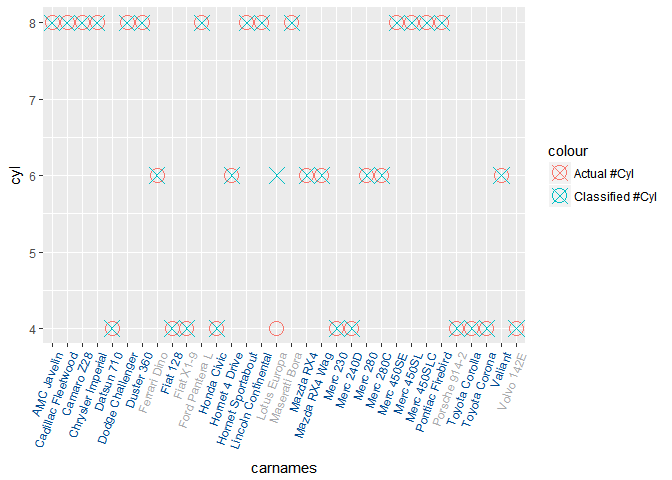 8
7
6
5
4
cyl
AMC Javelin
Cadillac Fleetwood
Camaro Z28
Chrysler Imperial
Datsun 710
Dodge Challenger
Duster 360
Ferrari Dino
Fiat 128
Fiat X1-9
Ford Pantera L
Honda Civic
Hornet 4 Drive
Hornet Sportabout
Lincoln Continental
Lotus Europa
Maserati Bora
Mazda RX4
Mazda RX4 Wag
Merc 230
Merc 240D
Merc 280
Merc 280C
Merc 450SE
Merc 450SL
Merc 450SLC
Pontiac Firebird
Porsche 914-2
Toyota Corolla
Toyota Corona
Valiant
Volvo 142E
carnames
colour
Actual #Cyl
Classified #Cyl